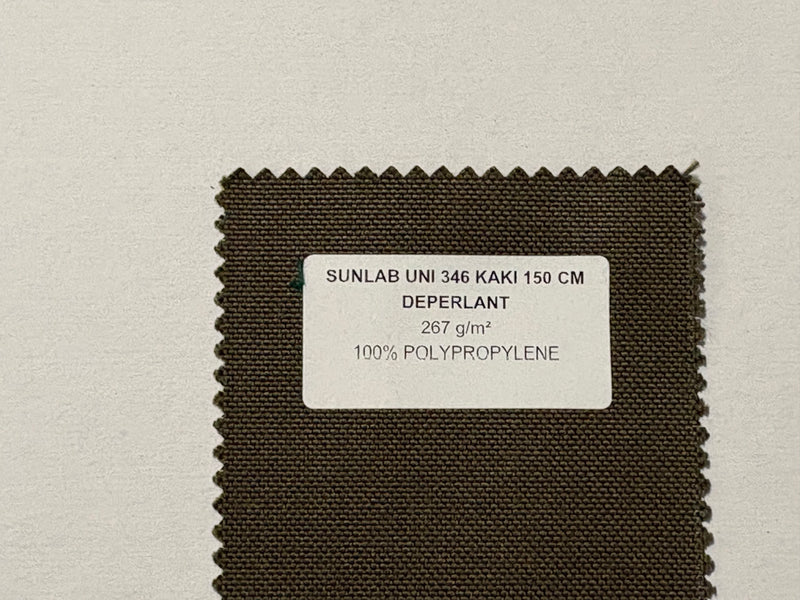 SUNLAB UNI 346 KAKI 150 CM
DEPERLANT
267 g/m²
100% POLYPROPYLENE